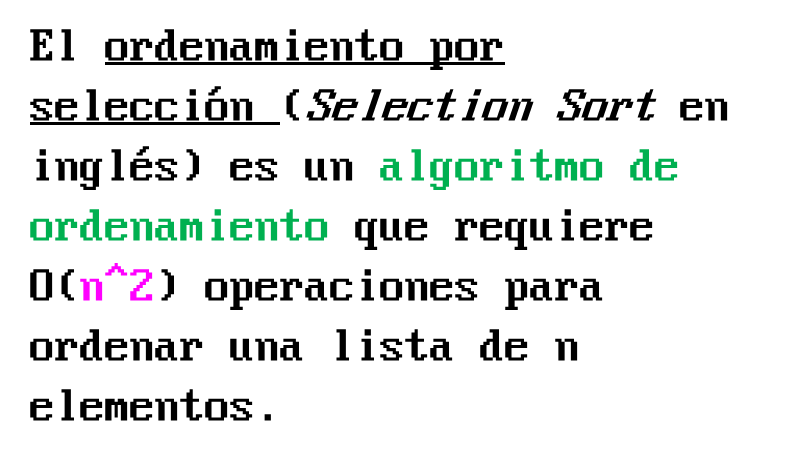 El ordenamiento por
selección (Selection Sort en
inglés) es un algoritmo de
ordenamiento que requiere
O(n^2) operaciones para
ordenar una lista de n
elementos.